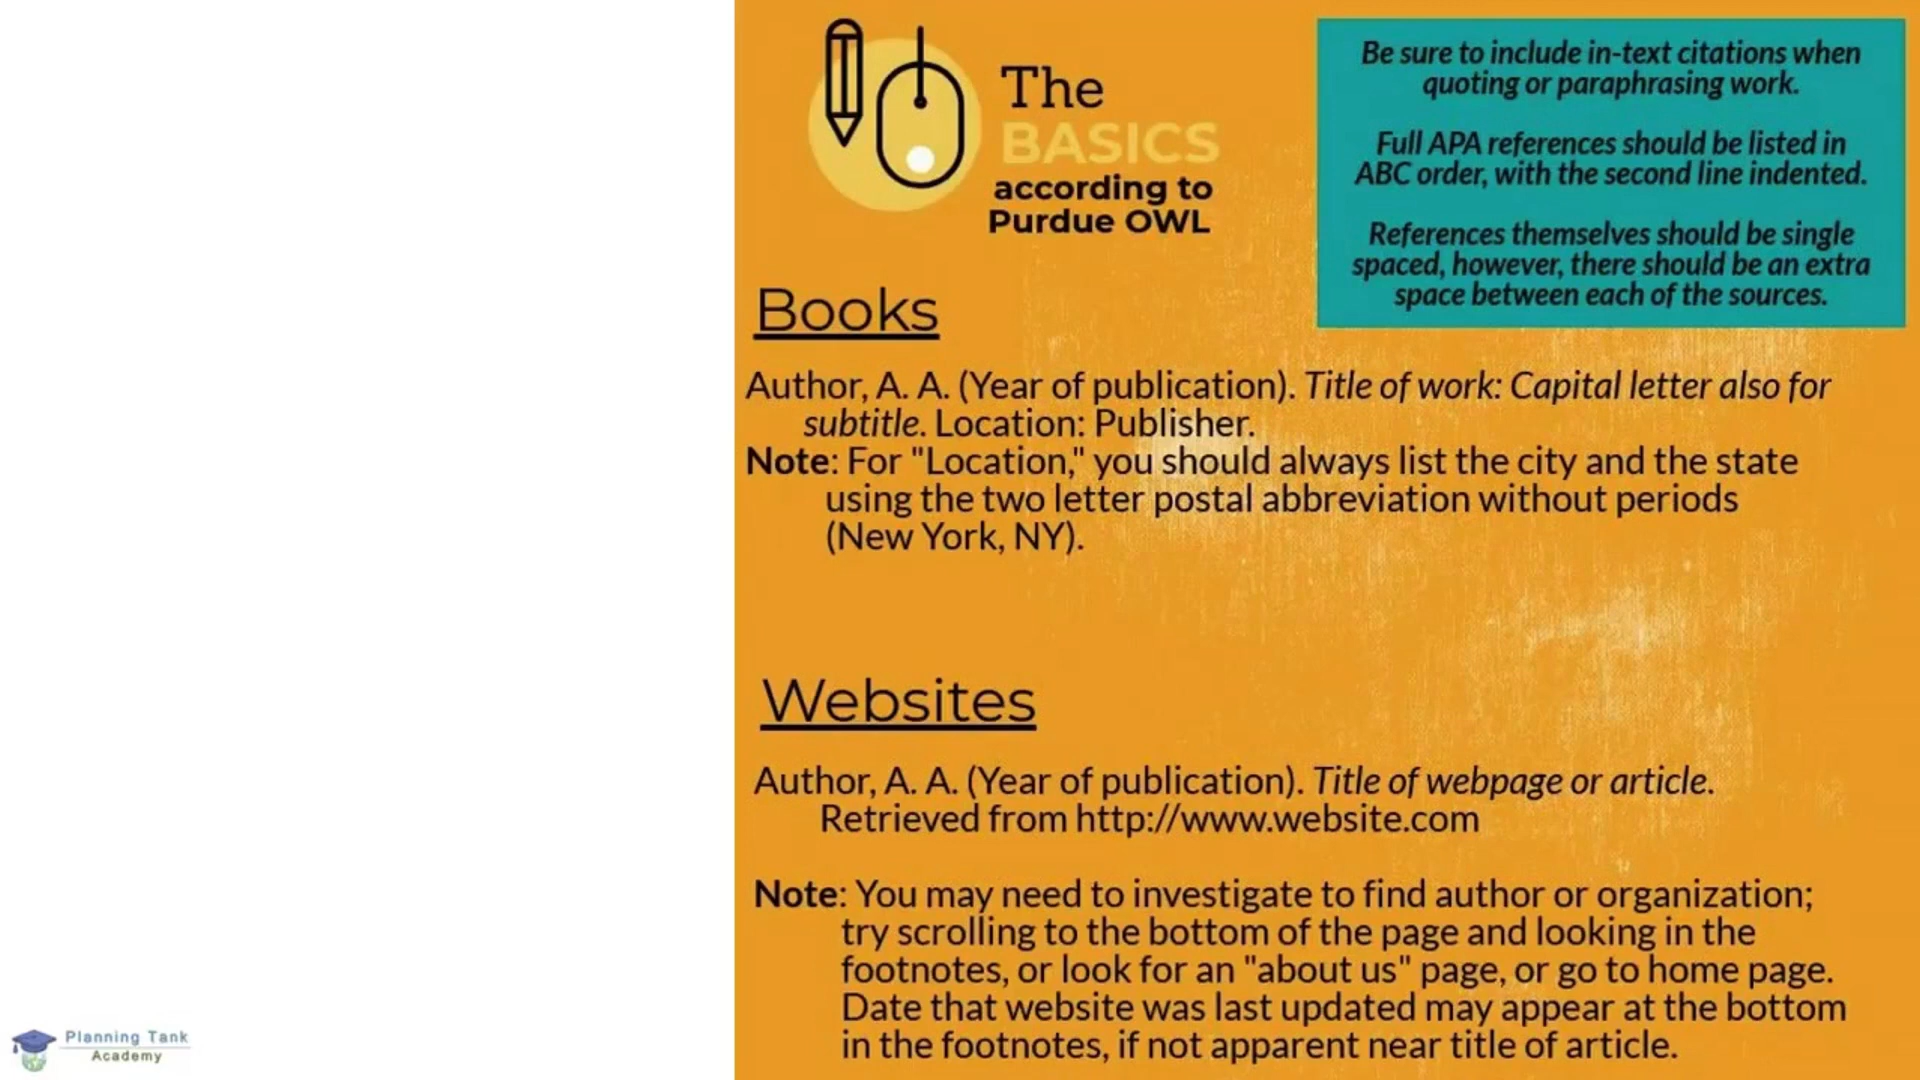 The
BASICS
according to
Purdue OWL
Be sure to include in-text citations when
quoting or paraphrasing work.
Full APA references should be listed in
ABC order, with the second line indented.
References themselves should be single
spaced, however, there should be an extra
space between each of the sources.
Books
Author, A. A. (Year of publication). Title of work: Capital letter also for
subtitle. Location: Publisher.
Note: For "Location," you should always list the city and the state
using the two letter postal abbreviation without periods
(New York, NY).
Websites
Author, A. A. (Year of publication). Title of webpage or article.
Retrieved from http://www.website.com
Note: You may need to investigate to find author or organization;
try scrolling to the bottom of the page and looking in the
footnotes, or look for an "about us" page, or go to home page.
Date that website was last updated may appear at the bottom
in the footnotes, if not apparent near title of article.
Planning Tank
Academy